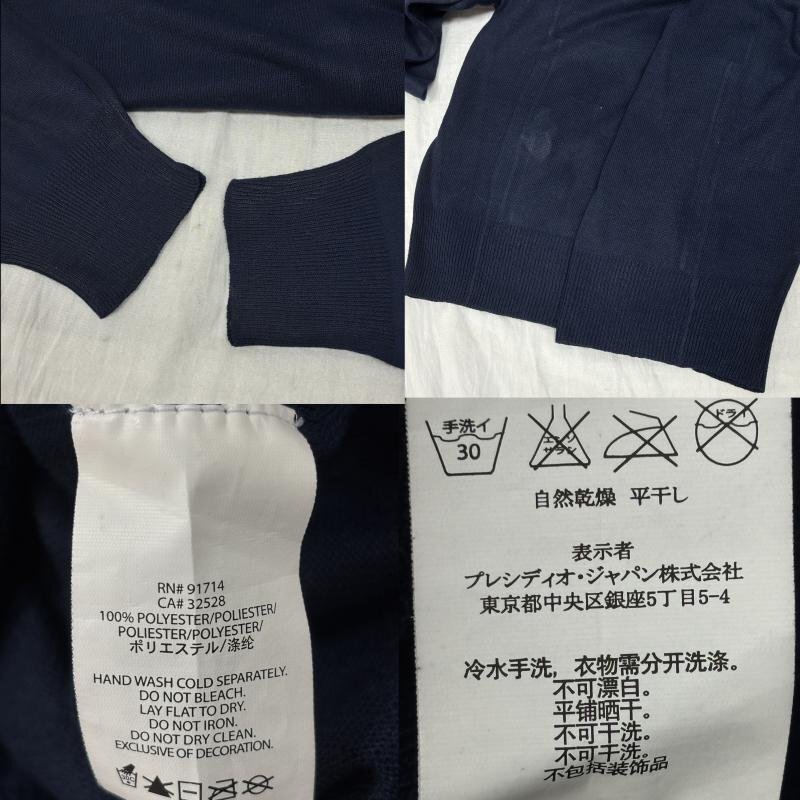 RN# 91714
CA# 32528
100% POLYESTER/POLIESTER/
POLIESTER/POLYESTER/
ポリエステル/涤纶
HAND WASH COLD SEPARATELY.
DO NOT BLEACH.
LAY FLAT TO DRY.
DO NOT IRON.
DO NOT DRY CLEAN.
EXCLUSIVE OF DECORATION.
手洗イ
30
エンソ
サラシ
ドライ
自然乾燥 平干し
表示者
プレシディオ・ジャパン株式会社
東京都中央区銀座5丁目5-4
冷水手洗, 衣物需分开洗涤。
不可漂白。
平铺晒干。
不可干洗。
不可干洗。
不包括装饰品